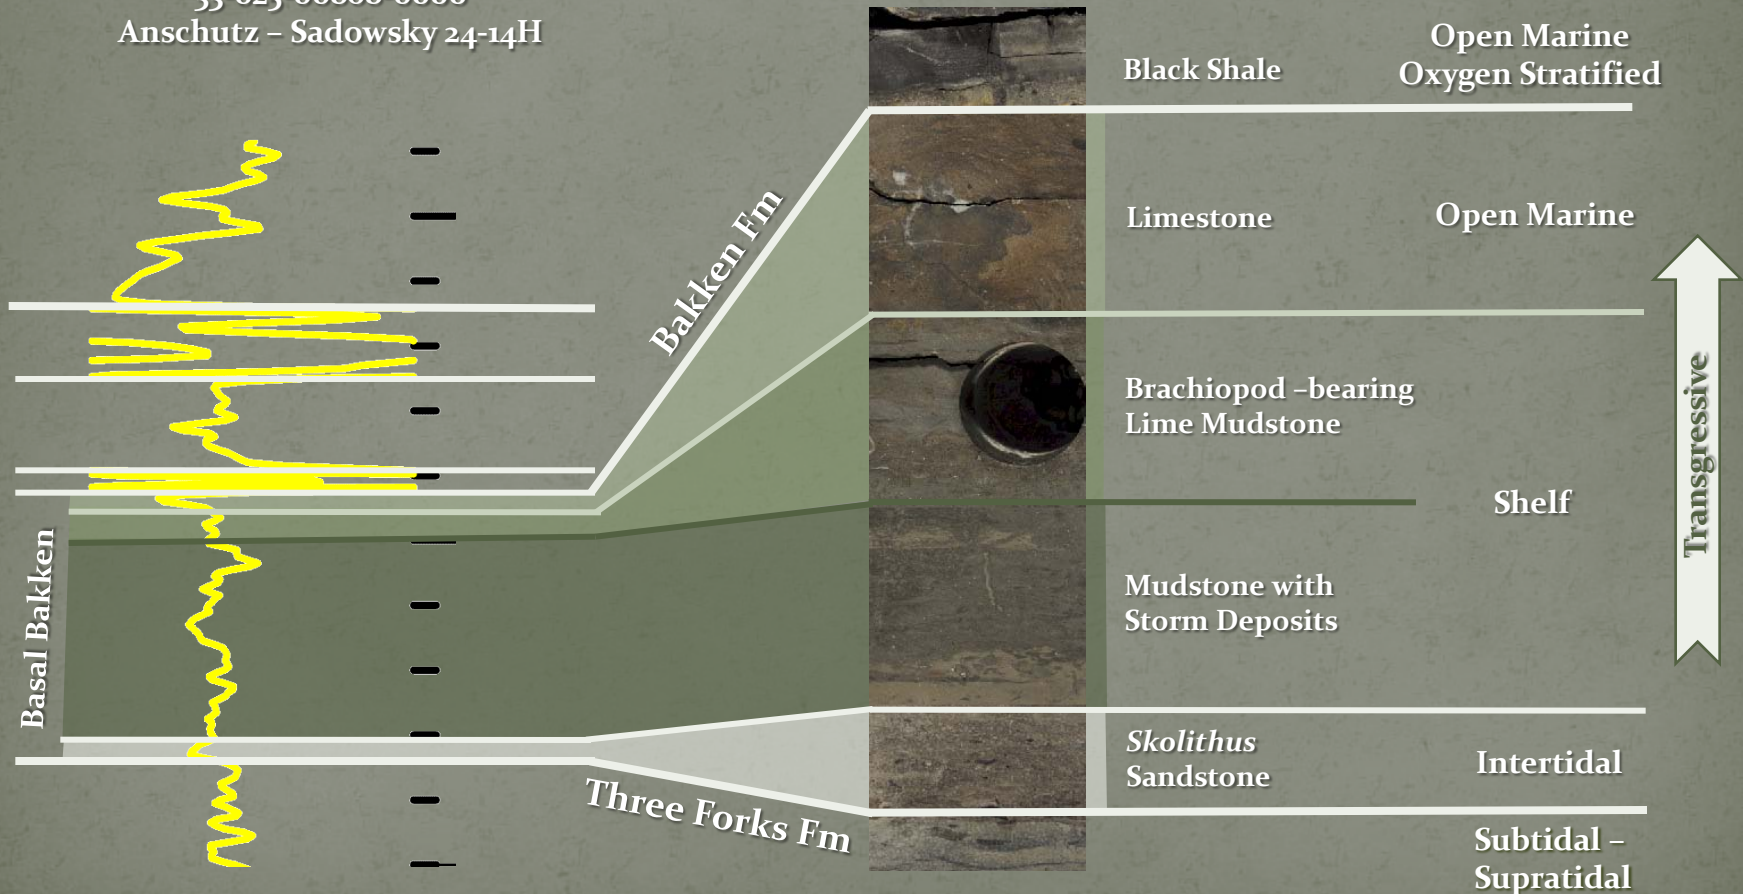 Anschutz – Sadowsky 24-14H
Black Shale
Open Marine
Oxygen Stratified
Bakken Fm
Limestone
Open Marine
Brachiopod –bearing
Lime Mudstone
Transgressive
Shelf
Basal Bakken
Mudstone with
Storm Deposits
Skolithus
Sandstone
Intertidal
Three Forks Fm
Subtidal –
Supratidal